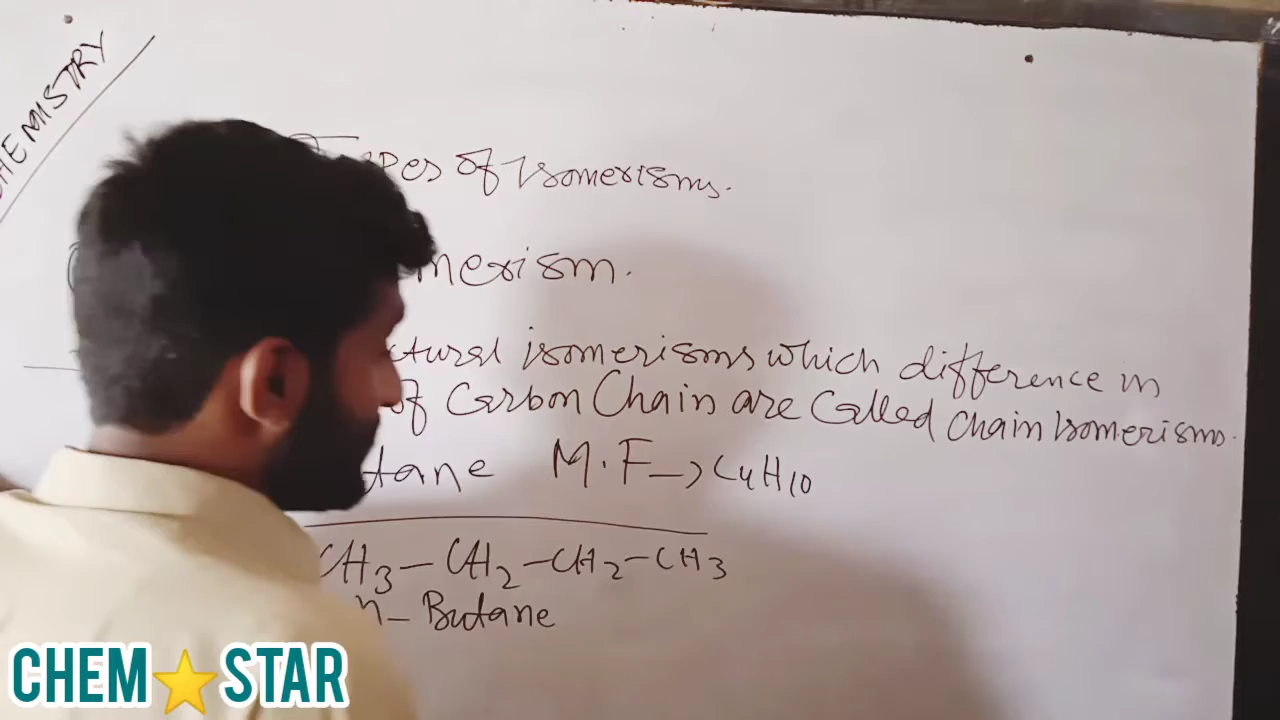 HEMISTRY
Types of Isomerisms.
merism.
ctural isomerisms which difference in
of Carbon Chain are Called Chain Isomerisms.
tane M.F → C4H10
CH3 - CH2 - CH2 - CH3
n - Butane
CHEM⭐STAR